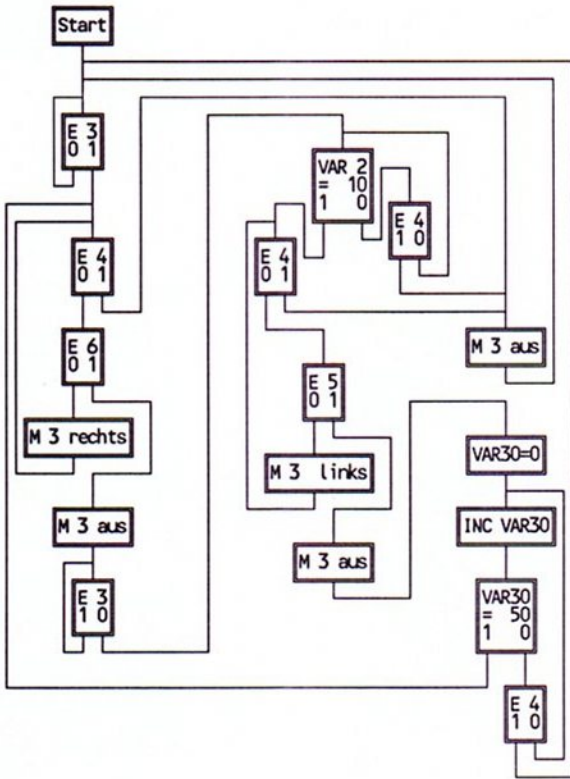 Start
E 3
0 1
E 4
0 1
E 6
0 1
M 3 rechts
M 3 aus
E 3
1 0
VAR 2
= 10
1 0
E 4
1 0
E 4
0 1
E 5
0 1
M 3 links
M 3 aus
M 3 aus
VAR30=0
INC VAR30
VAR30
= 50
1 0
E 4
1 0